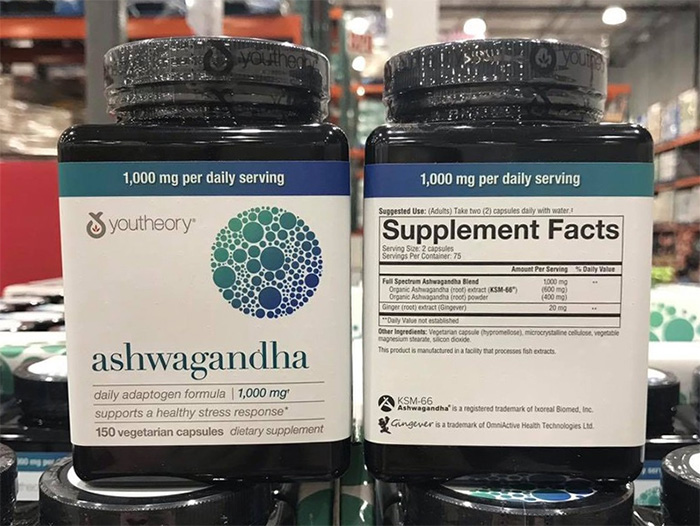 youtheory
1,000 mg per daily serving
youtheory®
ashwagandha
daily adaptogen formula | 1,000 mg†
supports a healthy stress response*
150 vegetarian capsules dietary supplement
1,000 mg per daily serving
Suggested Use: (Adults) Take two (2) capsules daily with water.‡
Supplement Facts
Serving Size: 2 capsules
Servings Per Container: 75
Amount Per Serving % Daily Value
Full Spectrum Ashwagandha Blend 1,000 mg **
Organic Ashwagandha (root) extract (KSM-66®) (600 mg)
Organic Ashwagandha (root) powder (400 mg)
Ginger (root) extract (Gingever) 20 mg **
**Daily Value not established
Other Ingredients: Vegetarian capsule (hypromellose), microcrystalline cellulose, vegetable
magnesium stearate, silicon dioxide.
This product is manufactured in a facility that processes fish extracts.
KSM-66
Ashwagandha® is a registered trademark of Ixoreal Biomed, Inc.
Gingever is a trademark of OmniActive Health Technologies Ltd.